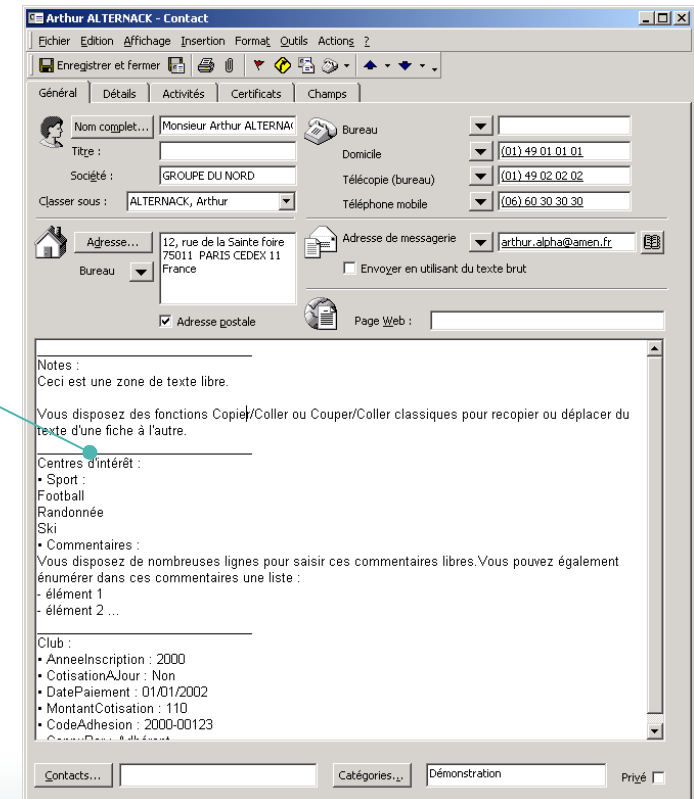 Arthur ALTERNACK - Contact
Fichier Edition Affichage Insertion Format Outils Actions ?
Enregistrer et fermer
Général Détails Activités Certificats Champs
Nom complet... Monsieur Arthur ALTERNA
Titre :
Société : GROUPE DU NORD
Classer sous : ALTERNACK, Arthur
Bureau
Domicile (01) 49 01 01 01
Télécopie (bureau) (01) 49 02 02 02
Téléphone mobile (06) 60 30 30 30
Adresse... 12, rue de la Sainte foire
75011 PARIS CEDEX 11
Bureau France
Adresse postale
Adresse de messagerie arthur.alpha@amen.fr
Envoyer en utilisant du texte brut
Page Web :
Notes :
Ceci est une zone de texte libre.
Vous disposez des fonctions Copier/Coller ou Couper/Coller classiques pour recopier ou déplacer du
texte d'une fiche à l'autre.
Centres d'intérêt :
▪ Sport :
Football
Randonnée
Ski
▪ Commentaires :
Vous disposez de nombreuses lignes pour saisir ces commentaires libres.Vous pouvez également
énumérer dans ces commentaires une liste :
- élément 1
- élément 2 ...
Club :
▪ AnneeInscription : 2000
▪ CotisationAJour : Non
▪ DatePaiement : 01/01/2002
▪ MontantCotisation : 110
▪ CodeAdhesion : 2000-00123
Contacts... Catégories... Démonstration Privé